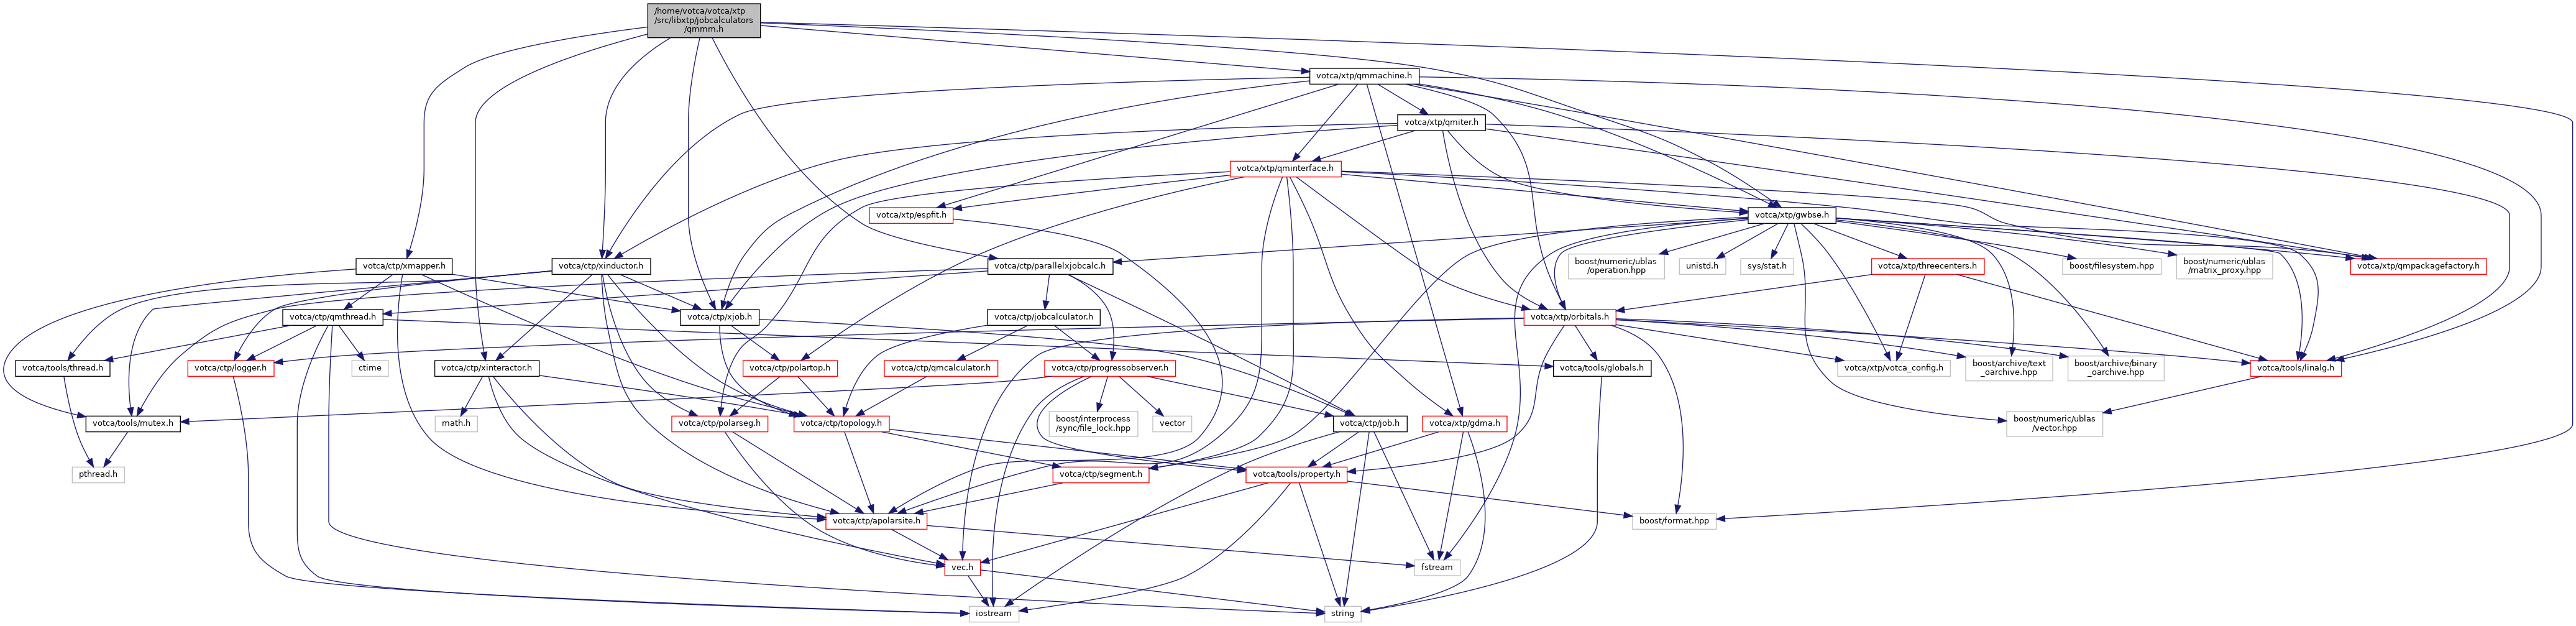 /home/votca/votca/xtp
/src/libxtp/jobcalculators
/qmmm.h
votca/xtp/qmmachine.h
votca/xtp/qmiter.h
votca/xtp/qminterface.h
votca/xtp/espfit.h
votca/xtp/gwbse.h
votca/ctp/xmapper.h
votca/ctp/xinductor.h
votca/ctp/parallelxjobcalc.h
boost/numeric/ublas
/operation.hpp
unistd.h
sys/stat.h
votca/xtp/threecenters.h
boost/filesystem.hpp
boost/numeric/ublas
/matrix_proxy.hpp
votca/xtp/qmpackagefactory.h
votca/ctp/qmthread.h
votca/ctp/xjob.h
votca/ctp/jobcalculator.h
votca/xtp/orbitals.h
votca/tools/thread.h
votca/ctp/logger.h
ctime
votca/ctp/xinteractor.h
votca/ctp/polartop.h
votca/ctp/qmcalculator.h
votca/ctp/progressobserver.h
votca/tools/globals.h
votca/xtp/votca_config.h
boost/archive/text
_oarchive.hpp
boost/archive/binary
_oarchive.hpp
votca/tools/linalg.h
votca/tools/mutex.h
math.h
votca/ctp/polarseg.h
votca/ctp/topology.h
boost/interprocess
/sync/file_lock.hpp
vector
votca/ctp/job.h
votca/xtp/gdma.h
boost/numeric/ublas
/vector.hpp
pthread.h
votca/ctp/segment.h
votca/tools/property.h
votca/ctp/apolarsite.h
boost/format.hpp
vec.h
fstream
iostream
string